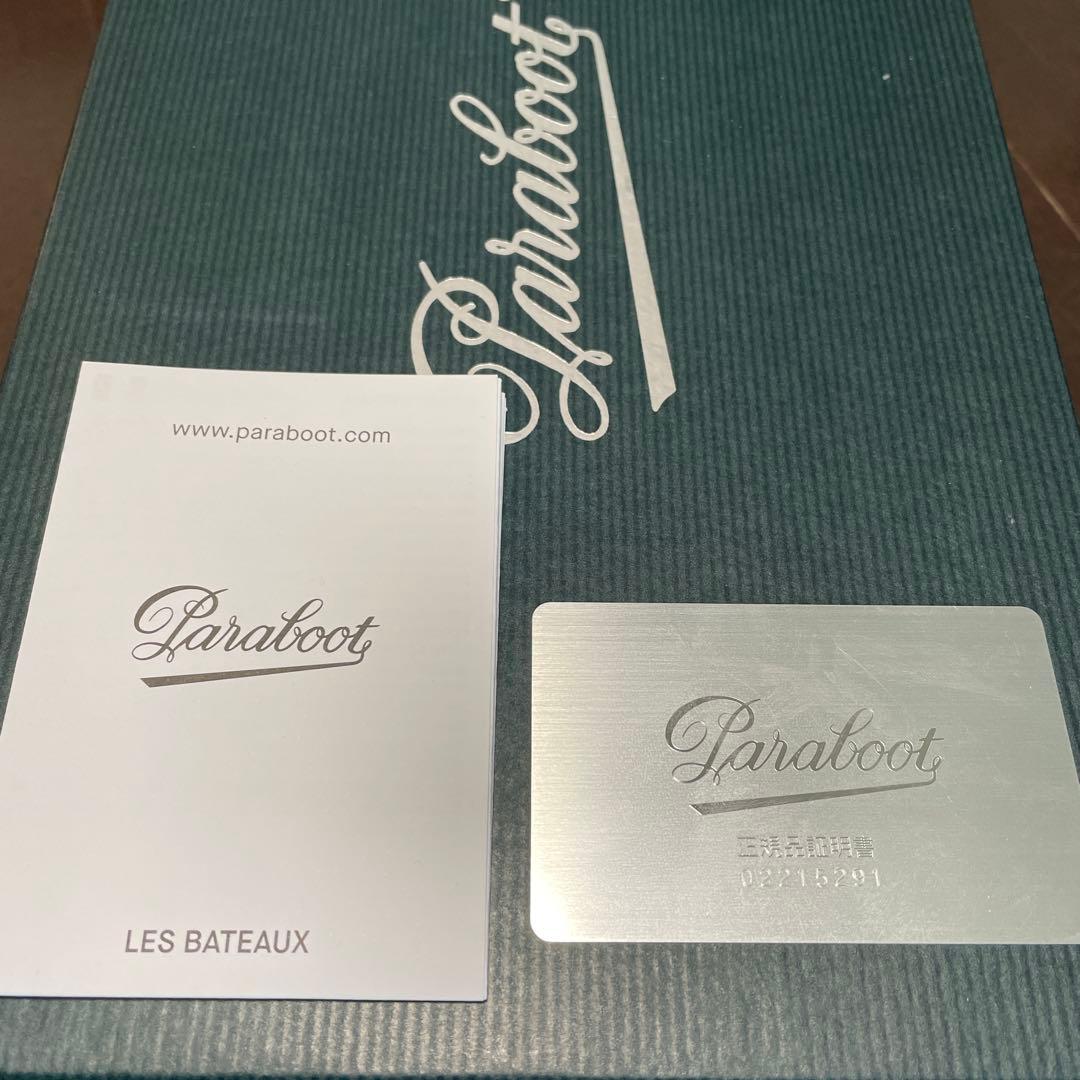 Paraboot
www.paraboot.com
Paraboot
LES BATEAUX
Paraboot
正規品証明書
02215291